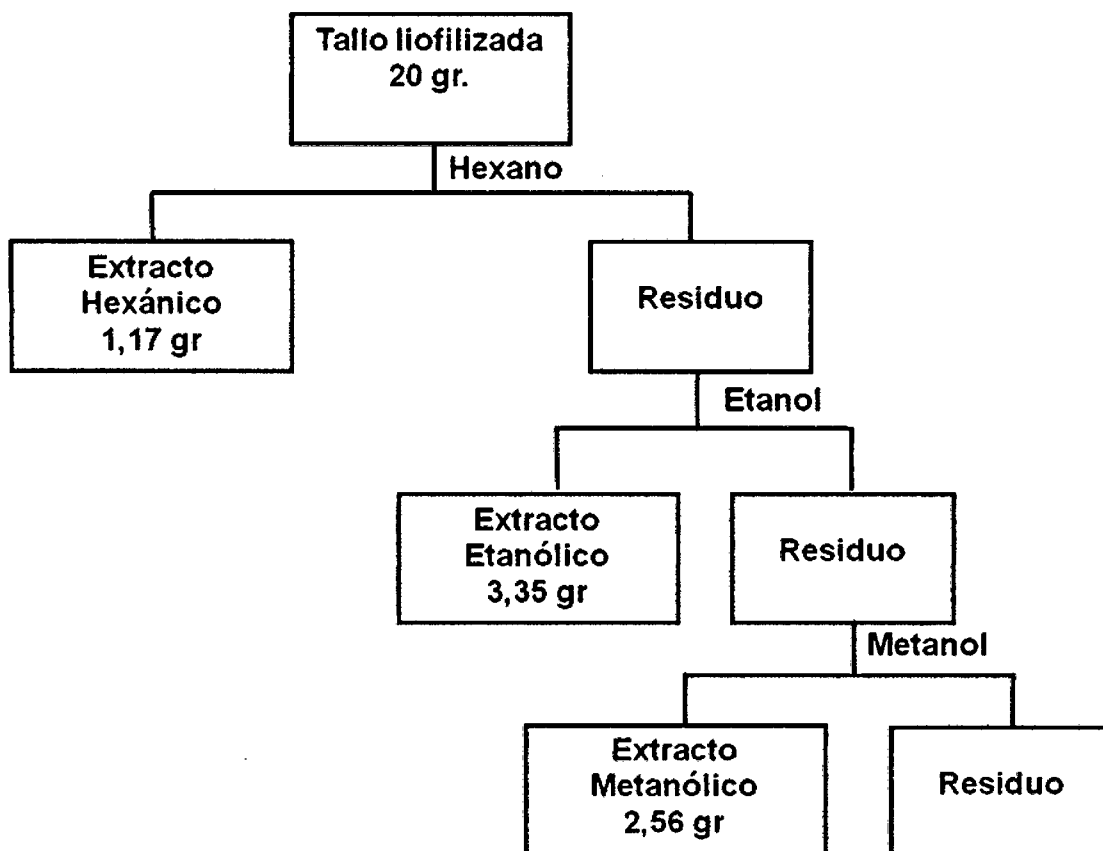 Tallo liofilizada
20 gr.
Hexano
Extracto
Hexánico
1,17 gr
Residuo
Etanol
Extracto
Etanólico
3,35 gr
Residuo
Metanol
Extracto
Metanólico
2,56 gr
Residuo